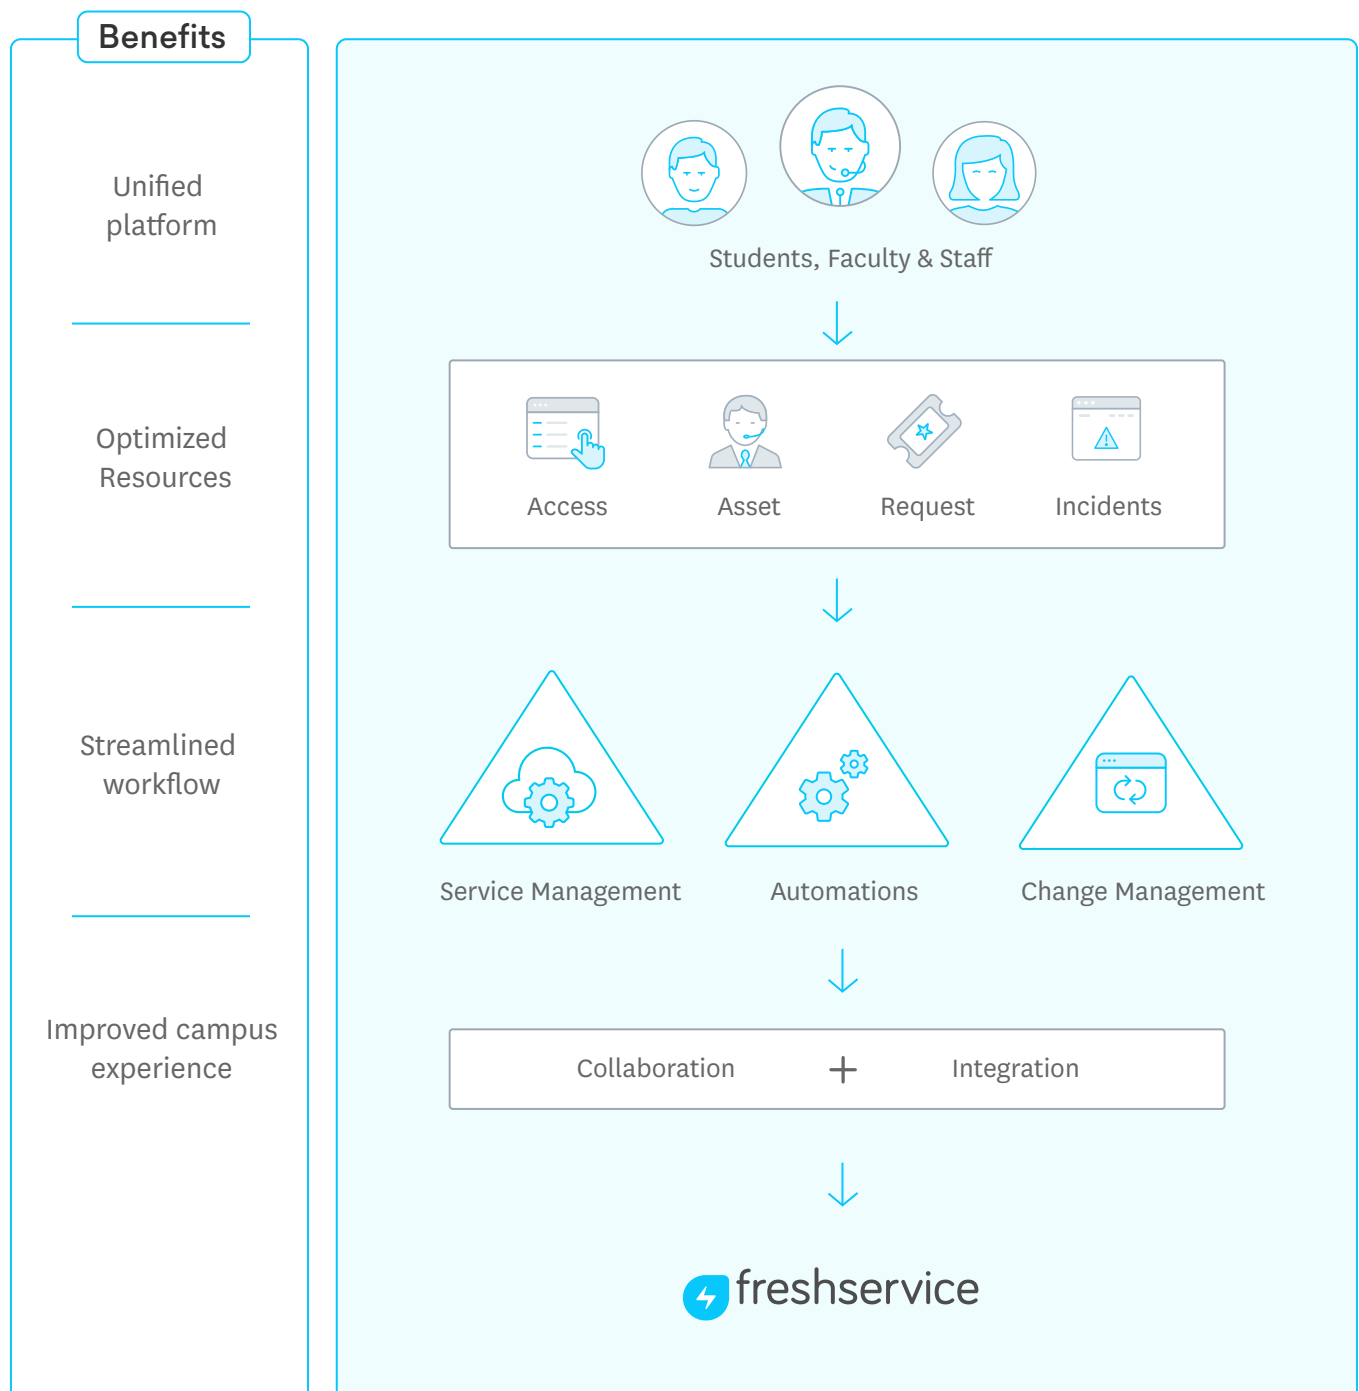 Benefits
Unified
platform
Optimized
Resources
Streamlined
workflow
Improved campus
experience
Students, Faculty & Staff
Access
Asset
Request
Incidents
Service Management
Automations
Change Management
Collaboration + Integration
freshservice